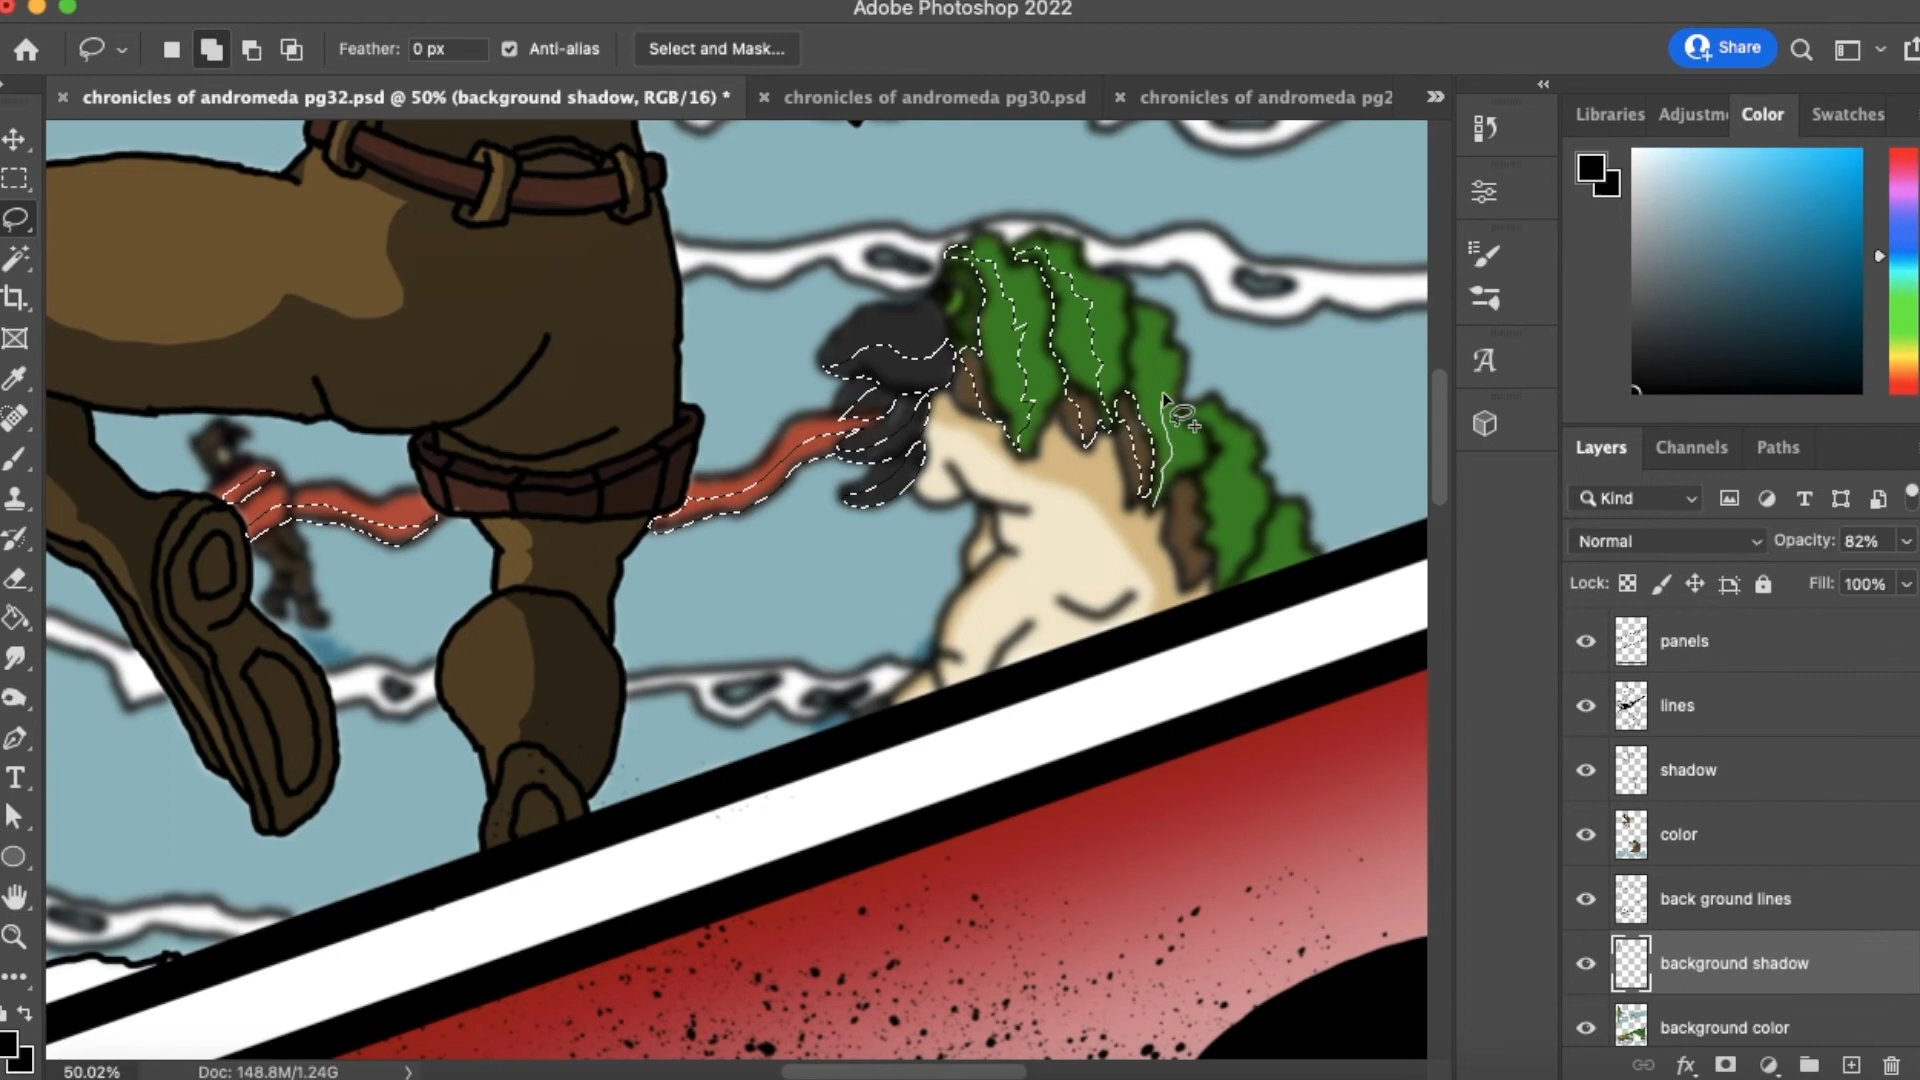 Adobe Photoshop 2022
Feather: 0 px
Anti-alias
Select and Mask...
Share
chronicles of andromeda pg32.psd @ 50% (background shadow, RGB/16) *
chronicles of andromeda pg30.psd
chronicles of andromeda pg2
Libraries
Adjustm
Color
Swatches
Layers
Channels
Paths
Kind
Normal
Opacity: 82%
Lock:
Fill: 100%
panels
lines
shadow
color
back ground lines
background shadow
background color
50.02%
Doc: 148.8M/1.24G